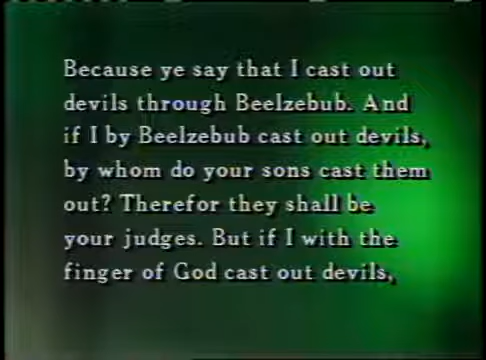 Because ye say that I cast out
devils through Beelzebub. And
if I by Beelzebub cast out devils,
by whom do your sons cast them
out? Therefor they shall be
your judges. But if I with the
finger of God cast out devils,